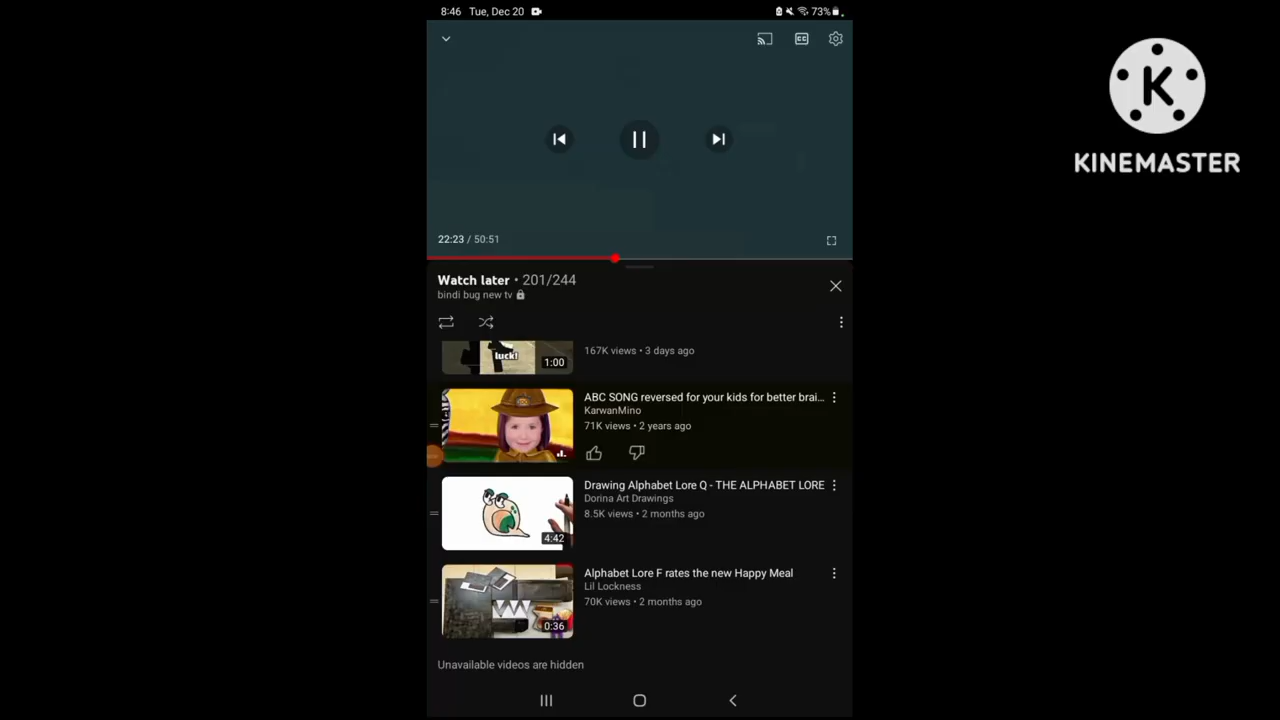 8:46 Tue, Dec 20
73%
K
KINEMASTER
CC
22:23 / 50:51
Watch later • 201/244
bindi bug new tv
luck!
1:00
167K views • 3 days ago
ABC SONG reversed for your kids for better brai...
KarwanMino
71K views • 2 years ago
Drawing Alphabet Lore Q - THE ALPHABET LORE
Dorina Art Drawings
8.5K views • 2 months ago
4:42
Alphabet Lore F rates the new Happy Meal
Lil Lockness
70K views • 2 months ago
0:36
Unavailable videos are hidden